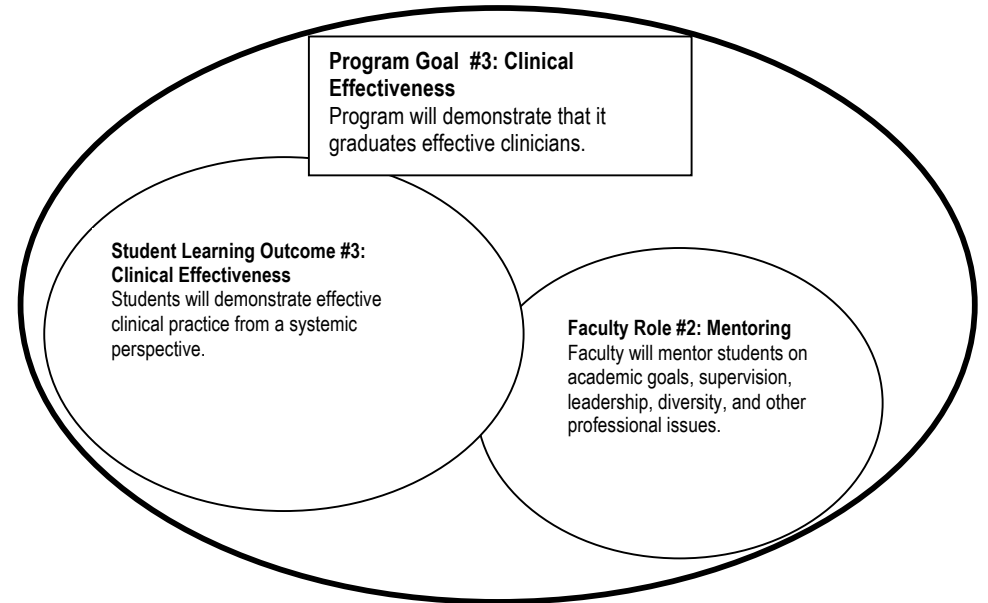 Program Goal  #3: Clinical
Effectiveness
Program will demonstrate that it
graduates effective clinicians.
Student Learning Outcome #3:
Clinical Effectiveness
Students will demonstrate effective
clinical practice from a systemic
perspective.
Faculty Role #2: Mentoring
Faculty will mentor students on
academic goals, supervision,
leadership, diversity, and other
professional issues.